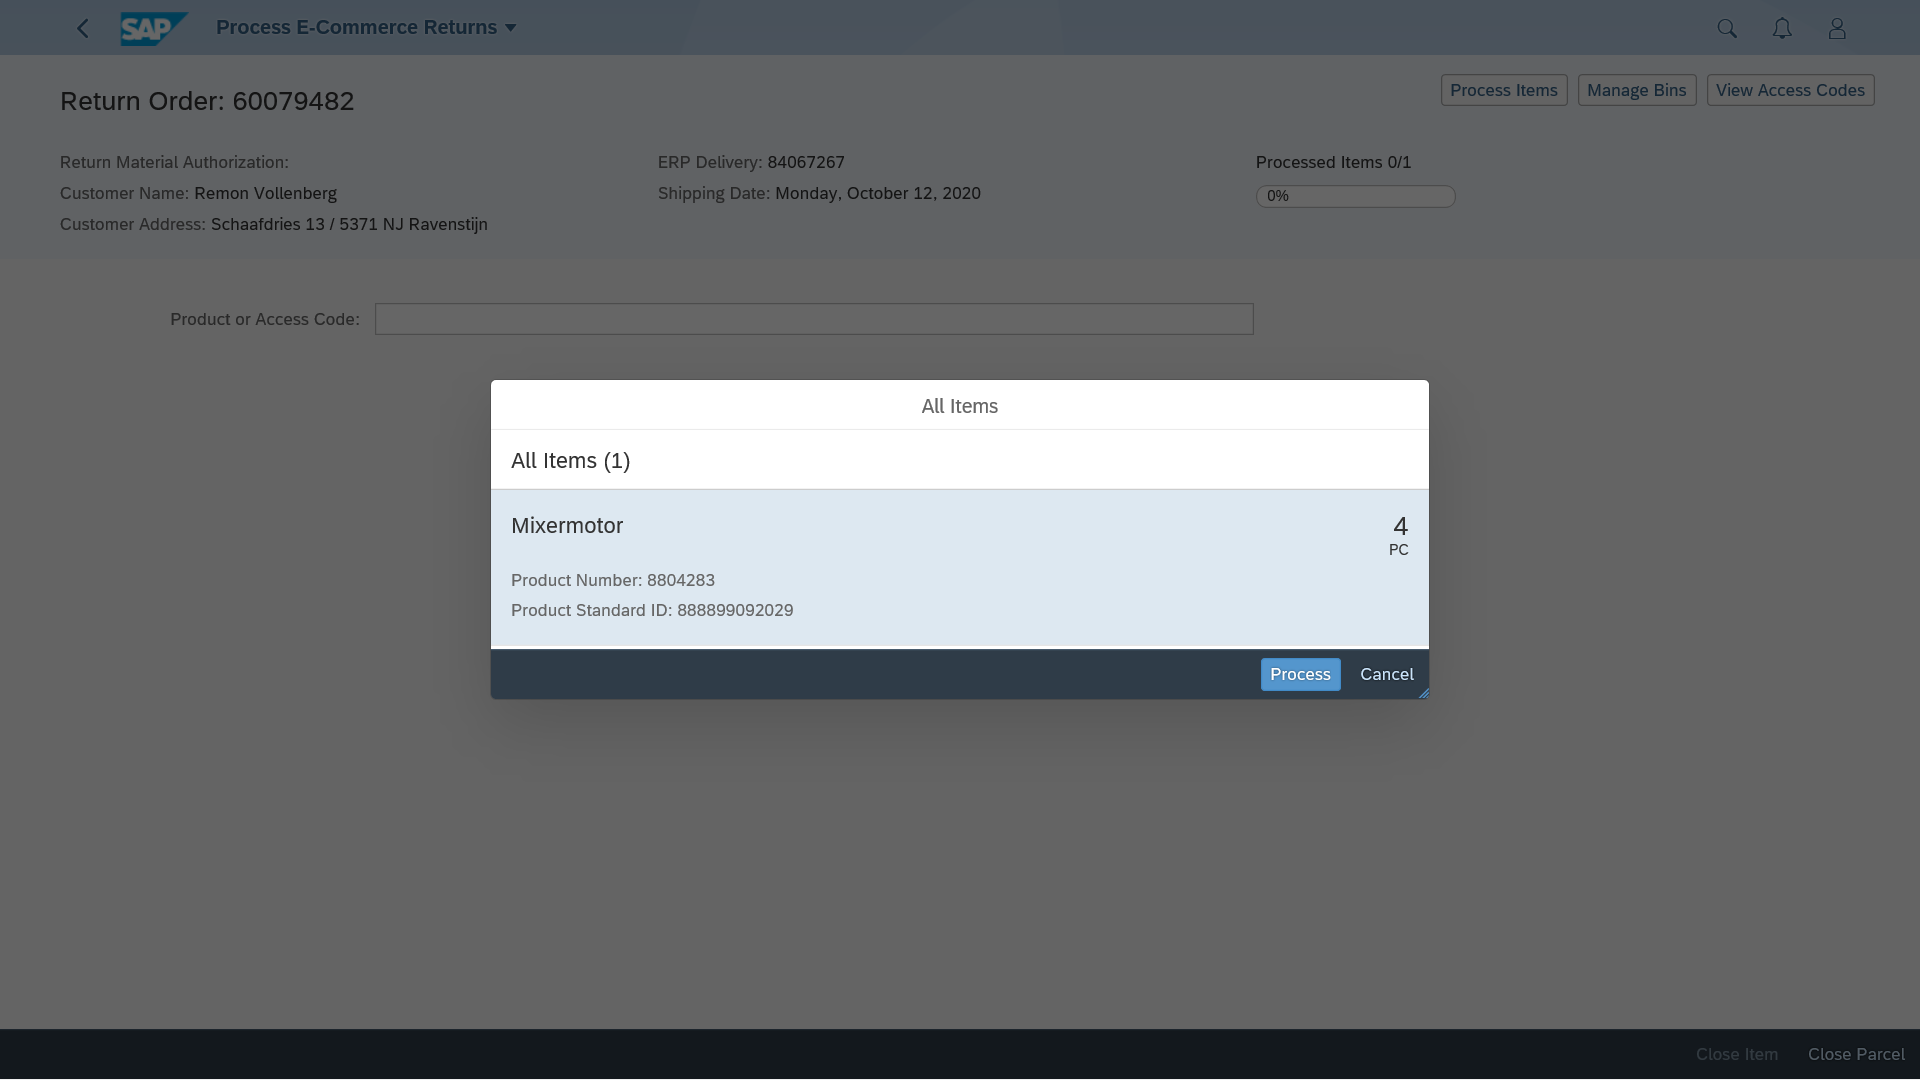 SAP Process E-Commerce Returns
Return Order: 60079482
Process Items Manage Bins View Access Codes
Return Material Authorization:
Customer Name: Remon Vollenberg
Customer Address: Schaafdries 13 / 5371 NJ Ravenstijn
ERP Delivery: 84067267
Shipping Date: Monday, October 12, 2020
Processed Items 0/1
0%
Product or Access Code:
All Items
All Items (1)
Mixermotor
4
PC
Product Number: 8804283
Product Standard ID: 888899092029
Process Cancel
Close Item Close Parcel